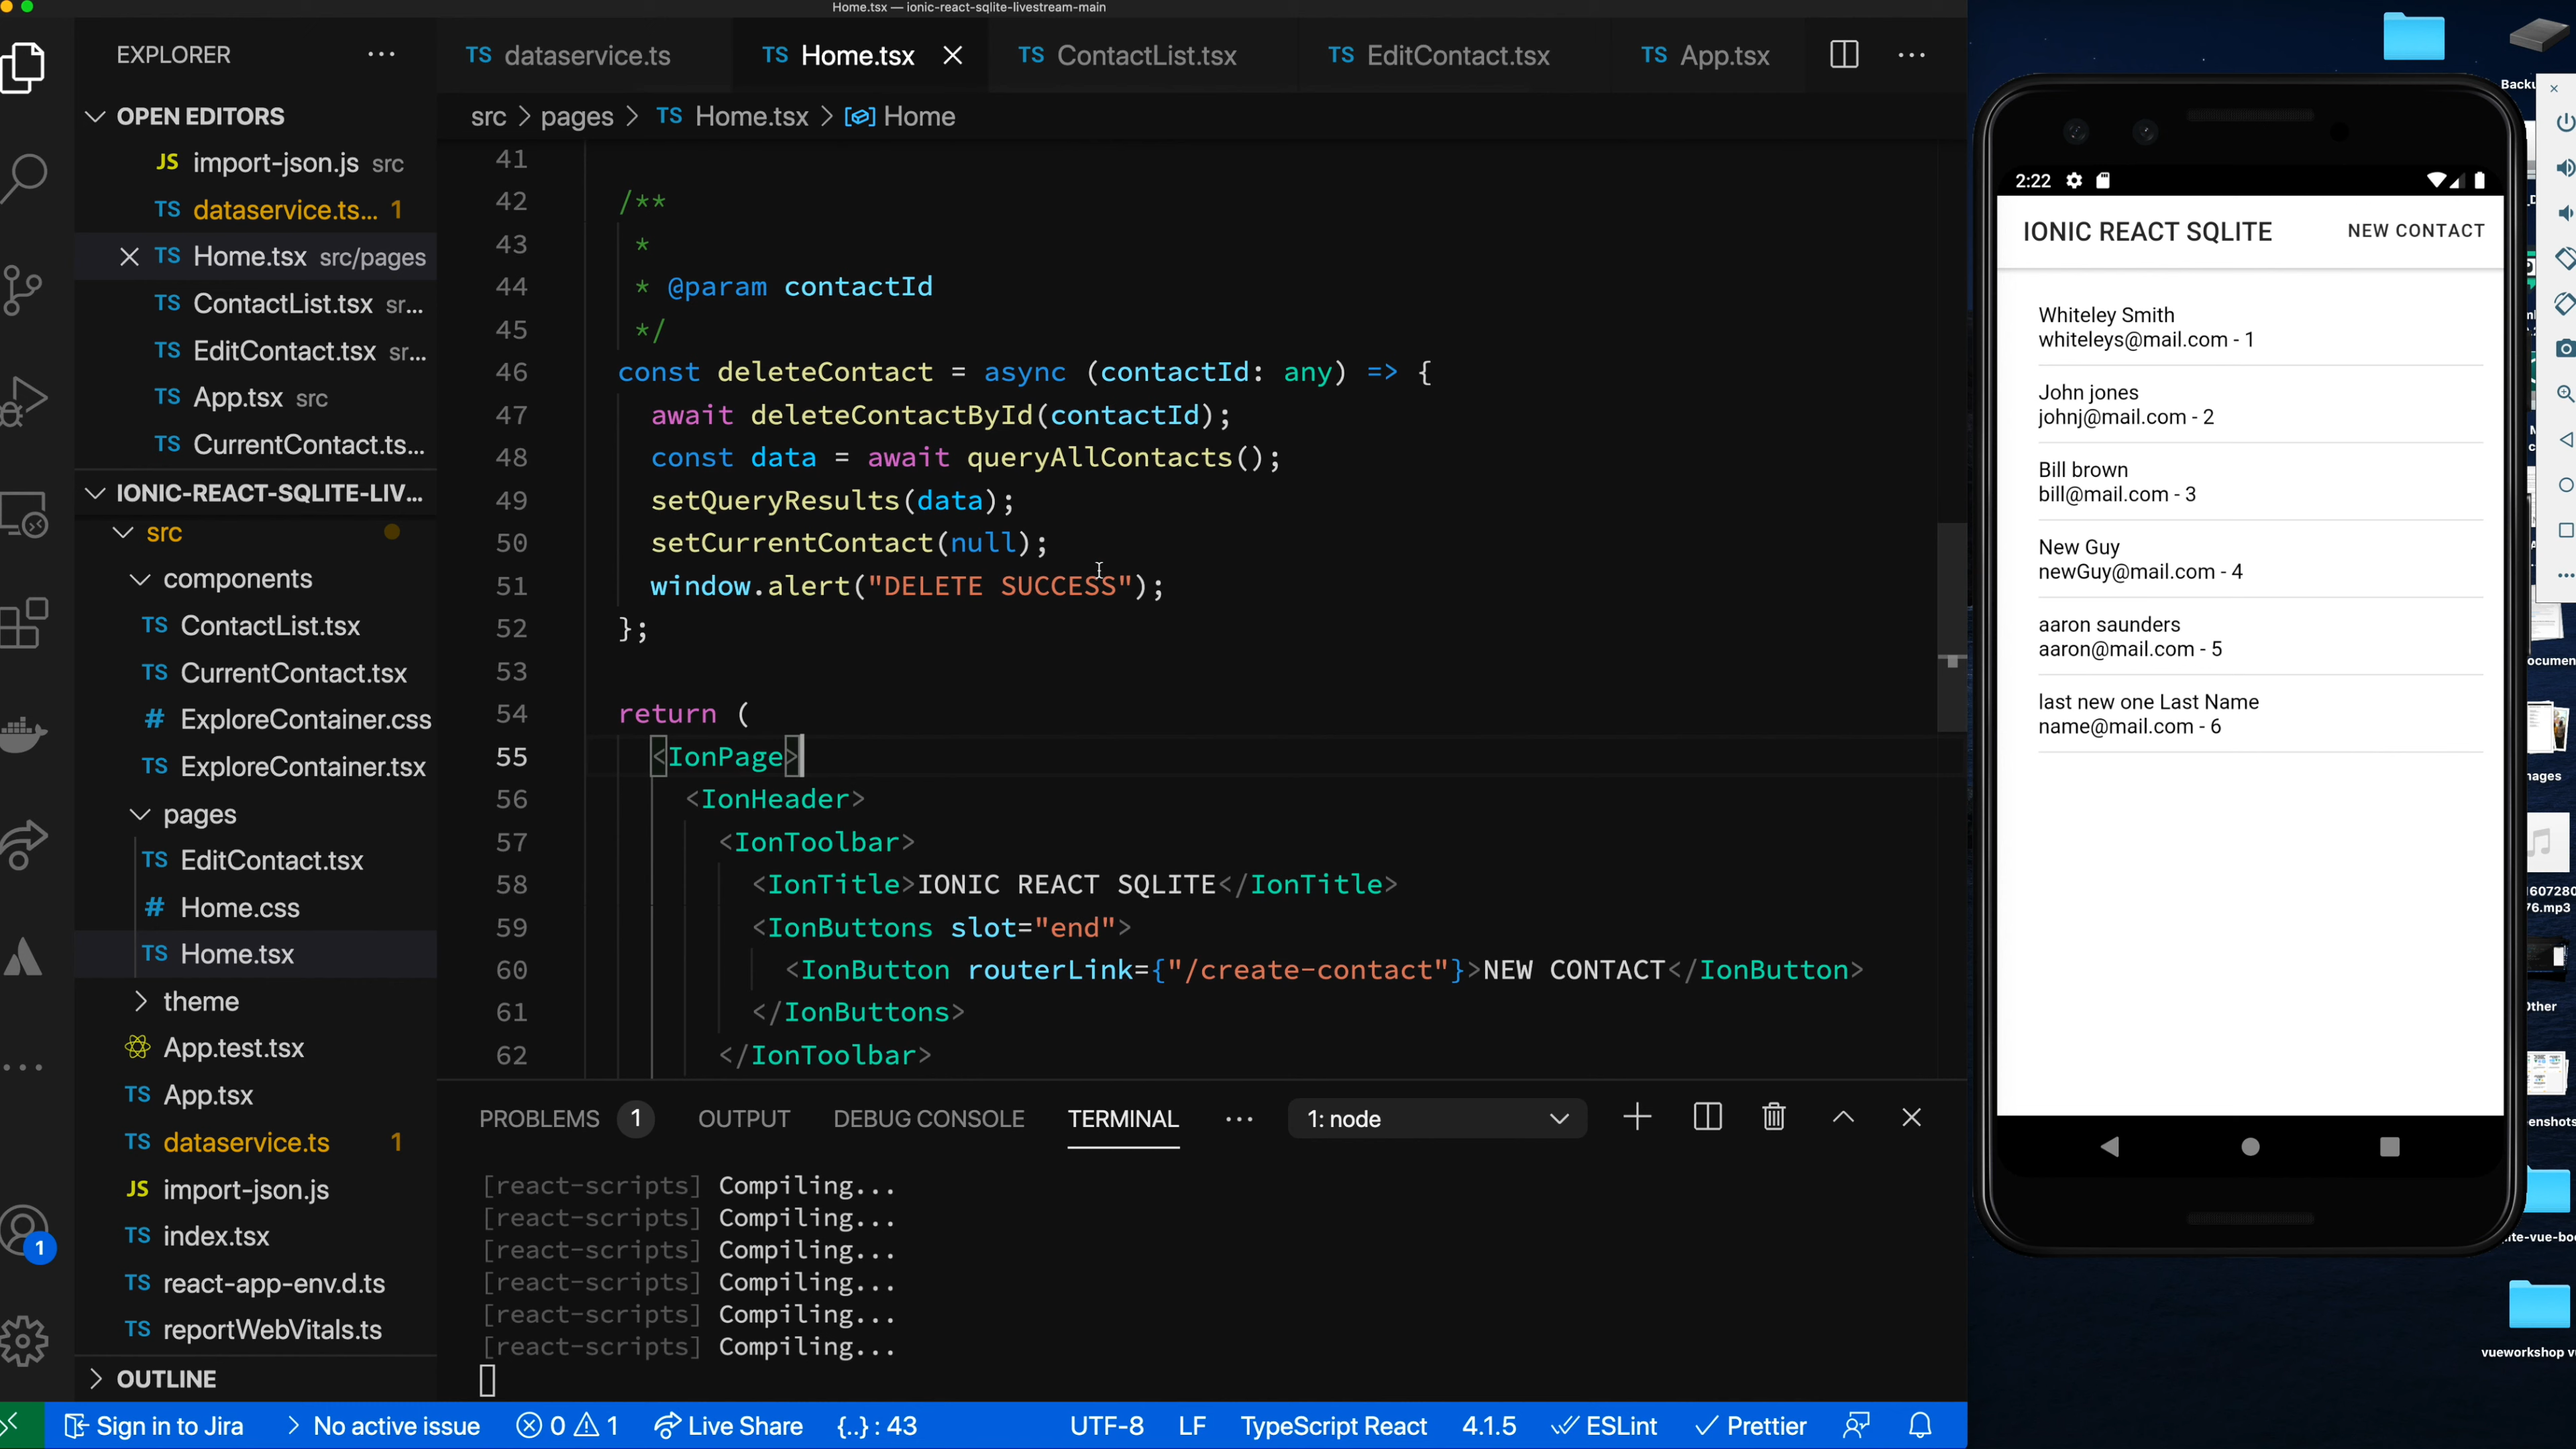 Home.tsx — ionic-react-sqlite-livestream-main
EXPLORER
OPEN EDITORS
JS import-json.js src
TS dataservice.ts... 1
TS Home.tsx src/pages
TS ContactList.tsx sr...
TS EditContact.tsx sr...
TS App.tsx src
TS CurrentContact.ts...
IONIC-REACT-SQLITE-LIV...
src
components
TS ContactList.tsx
TS CurrentContact.tsx
# ExploreContainer.css
TS ExploreContainer.tsx
pages
TS EditContact.tsx
# Home.css
TS Home.tsx
theme
App.test.tsx
TS App.tsx
TS dataservice.ts 1
JS import-json.js
TS index.tsx
TS react-app-env.d.ts
TS reportWebVitals.ts
OUTLINE
1
TS dataservice.ts TS Home.tsx TS ContactList.tsx TS EditContact.tsx TS App.tsx
src > pages > TS Home.tsx > Home
41
42 /**
43 *
44 * @param contactId
45 */
46 const deleteContact = async (contactId: any) => {
47 await deleteContactById(contactId);
48 const data = await queryAllContacts();
49 setQueryResults(data);
50 setCurrentContact(null);
51 window.alert("DELETE SUCCESS");
52 };
53
54 return (
55 <IonPage>
56 <IonHeader>
57 <IonToolbar>
58 <IonTitle>IONIC REACT SQLITE</IonTitle>
59 <IonButtons slot="end">
60 <IonButton routerLink={"/create-contact"}>NEW CONTACT</IonButton>
61 </IonButtons>
62 </IonToolbar>
PROBLEMS 1 OUTPUT DEBUG CONSOLE TERMINAL ... 1: node
[react-scripts] Compiling...
[react-scripts] Compiling...
[react-scripts] Compiling...
[react-scripts] Compiling...
[react-scripts] Compiling...
[react-scripts] Compiling...
Sign in to Jira > No active issue 0 1 Live Share {..} : 43 UTF-8 LF TypeScript React 4.1.5 ESLint Prettier
2:22
IONIC REACT SQLITE NEW CONTACT
Whiteley Smith
whiteleys@mail.com - 1
John jones
johnj@mail.com - 2
Bill brown
bill@mail.com - 3
New Guy
newGuy@mail.com - 4
aaron saunders
aaron@mail.com - 5
last new one Last Name
name@mail.com - 6
Backu
ocumen
nages
607280
76.mp3
Other
enshots
ite-vue-boo
vueworkshop vu